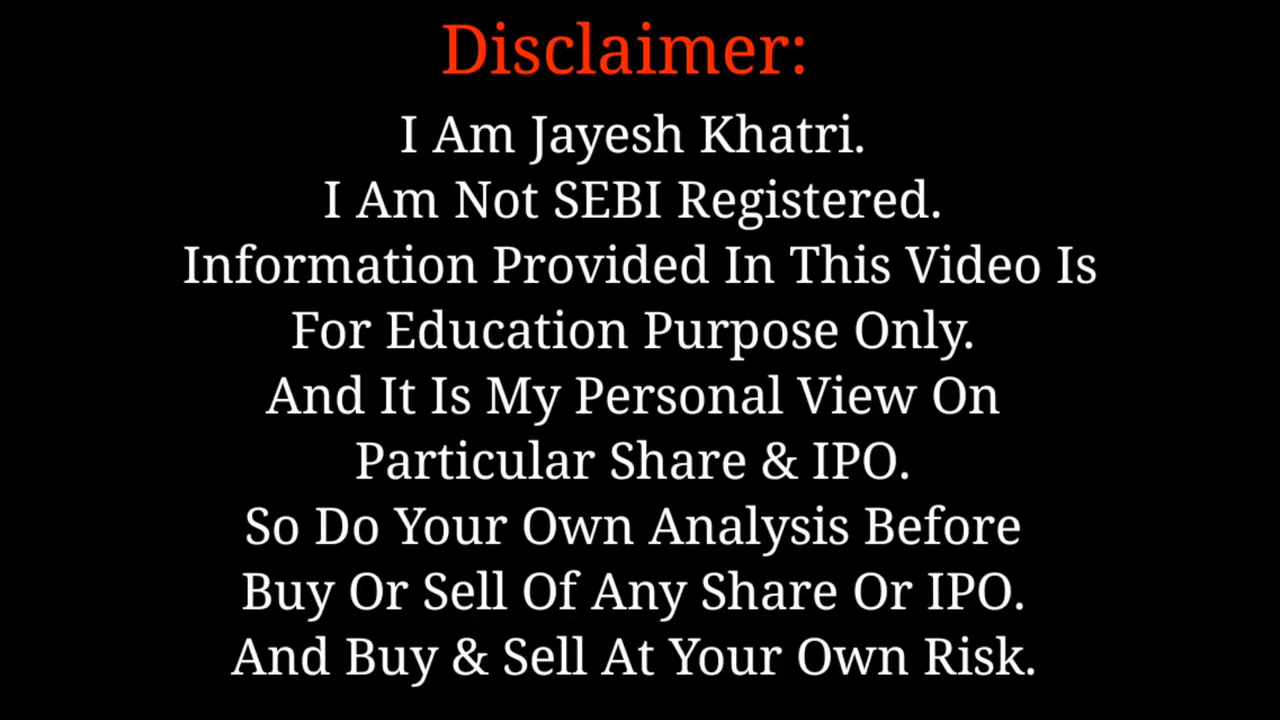 Disclaimer:
I Am Jayesh Khatri.
I Am Not SEBI Registered.
Information Provided In This Video Is
For Education Purpose Only.
And It Is My Personal View On
Particular Share & IPO.
So Do Your Own Analysis Before
Buy Or Sell Of Any Share Or IPO.
And Buy & Sell At Your Own Risk.